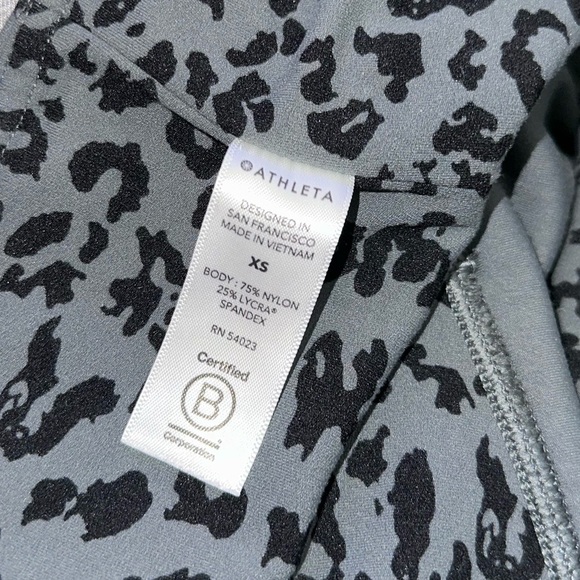 ATHLETA
DESIGNED IN
SAN FRANCISCO
MADE IN VIETNAM
XS
BODY : 75% NYLON
25% LYCRA®
SPANDEX
RN 54023
Certified
B
Corporation